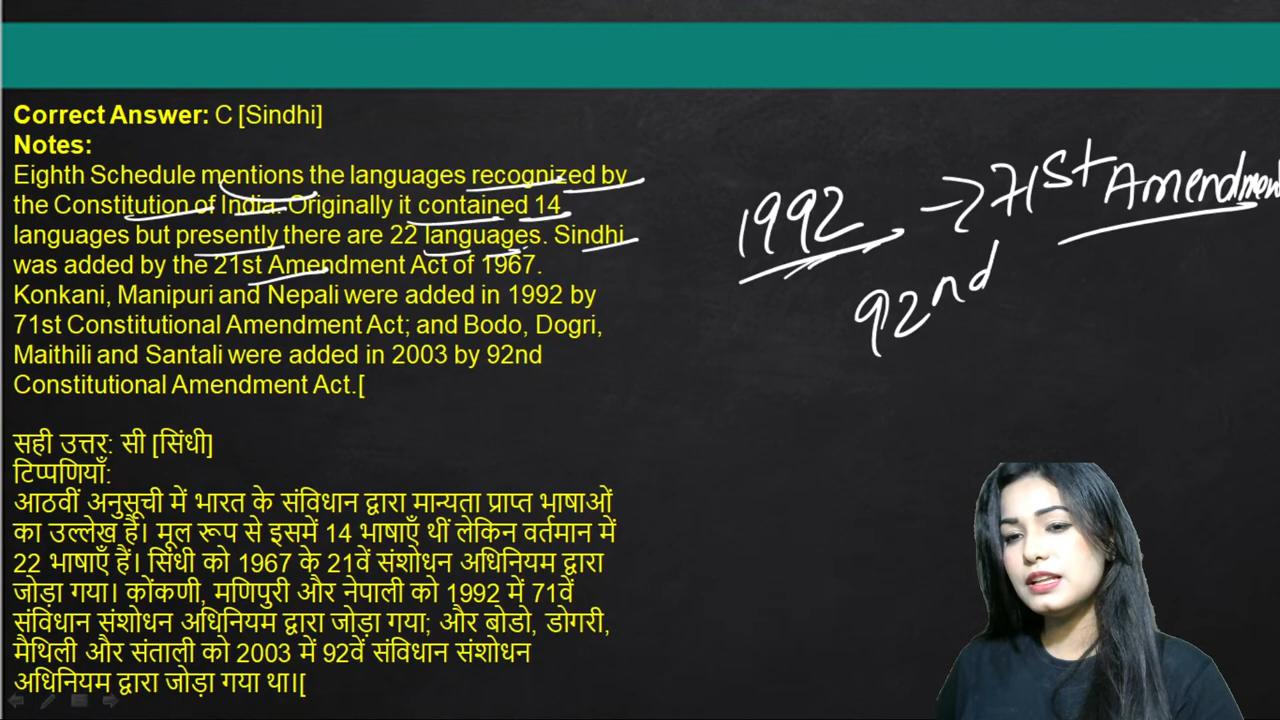 Correct Answer: C [Sindhi]
Notes:
Eighth Schedule mentions the languages recognized by
the Constitution of India. Originally it contained 14
languages but presently there are 22 languages. Sindhi
was added by the 21st Amendment Act of 1967.
Konkani, Manipuri and Nepali were added in 1992 by
71st Constitutional Amendment Act; and Bodo, Dogri,
Maithili and Santali were added in 2003 by 92nd
Constitutional Amendment Act.[
सही उत्तर: सी [सिंधी]
टिप्पणियाँ:
आठवीं अनुसूची में भारत के संविधान द्वारा मान्यता प्राप्त भाषाओं
का उल्लेख है। मूल रूप से इसमें 14 भाषाएँ थीं लेकिन वर्तमान में
22 भाषाएँ हैं। सिंधी को 1967 के 21वें संशोधन अधिनियम द्वारा
जोड़ा गया। कोंकणी, मणिपुरी और नेपाली को 1992 में 71वें
संविधान संशोधन अधिनियम द्वारा जोड़ा गया; और बोडो, डोगरी,
मैथिली और संताली को 2003 में 92वें संविधान संशोधन
अधिनियम द्वारा जोड़ा गया था।[
1992 → 71st Amendment
92nd